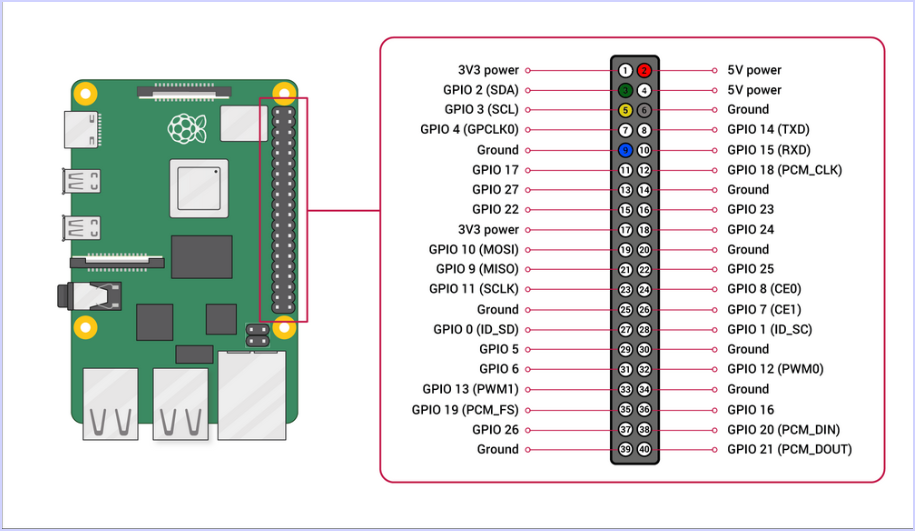 3V3 power 1 2 5V power
GPIO 2 (SDA) 3 4 5V power
GPIO 3 (SCL) 5 6 Ground
GPIO 4 (GPCLK0) 7 8 GPIO 14 (TXD)
Ground 9 10 GPIO 15 (RXD)
GPIO 17 11 12 GPIO 18 (PCM_CLK)
GPIO 27 13 14 Ground
GPIO 22 15 16 GPIO 23
3V3 power 17 18 GPIO 24
GPIO 10 (MOSI) 19 20 Ground
GPIO 9 (MISO) 21 22 GPIO 25
GPIO 11 (SCLK) 23 24 GPIO 8 (CE0)
Ground 25 26 GPIO 7 (CE1)
GPIO 0 (ID_SD) 27 28 GPIO 1 (ID_SC)
GPIO 5 29 30 Ground
GPIO 6 31 32 GPIO 12 (PWM0)
GPIO 13 (PWM1) 33 34 Ground
GPIO 19 (PCM_FS) 35 36 GPIO 16
GPIO 26 37 38 GPIO 20 (PCM_DIN)
Ground 39 40 GPIO 21 (PCM_DOUT)